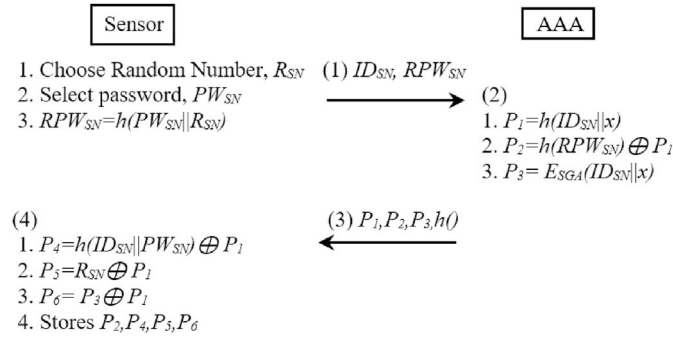 Sensor
AAA
1. Choose Random Number, R_SN
2. Select password, PW_SN
3. RPW_SN=h(PW_SN||R_SN)
(1) ID_SN, RPW_SN
(2)
1. P_1=h(ID_SN||x)
2. P_2=h(RPW_SN)⊕P_1
3. P_3= E_SGA(ID_SN||x)
(3) P_1,P_2,P_3,h()
(4)
1. P_4=h(ID_SN||PW_SN)⊕P_1
2. P_5=R_SN⊕P_1
3. P_6= P_3⊕P_1
4. Stores P_2,P_4,P_5,P_6